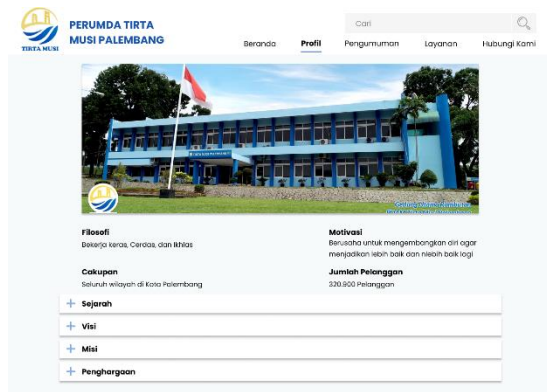 PERUMDA TIRTA
MUSI PALEMBANG
TIRTA MUSI
Cari
Beranda Profil Pengumuman Layanan Hubungi Kami
Filosofi
Bekerja keras, Cerdas, dan Ikhlas
Motivasi
Berusaha untuk mengembangkan diri agar
menjadikan lebih baik dan niebih baik lagi
Cakupan
Seluruh wilayah di Kota Palembang
Jumlah Pelanggan
320.900 Pelanggan
Sejarah
Visi
Misi
Penghargaan